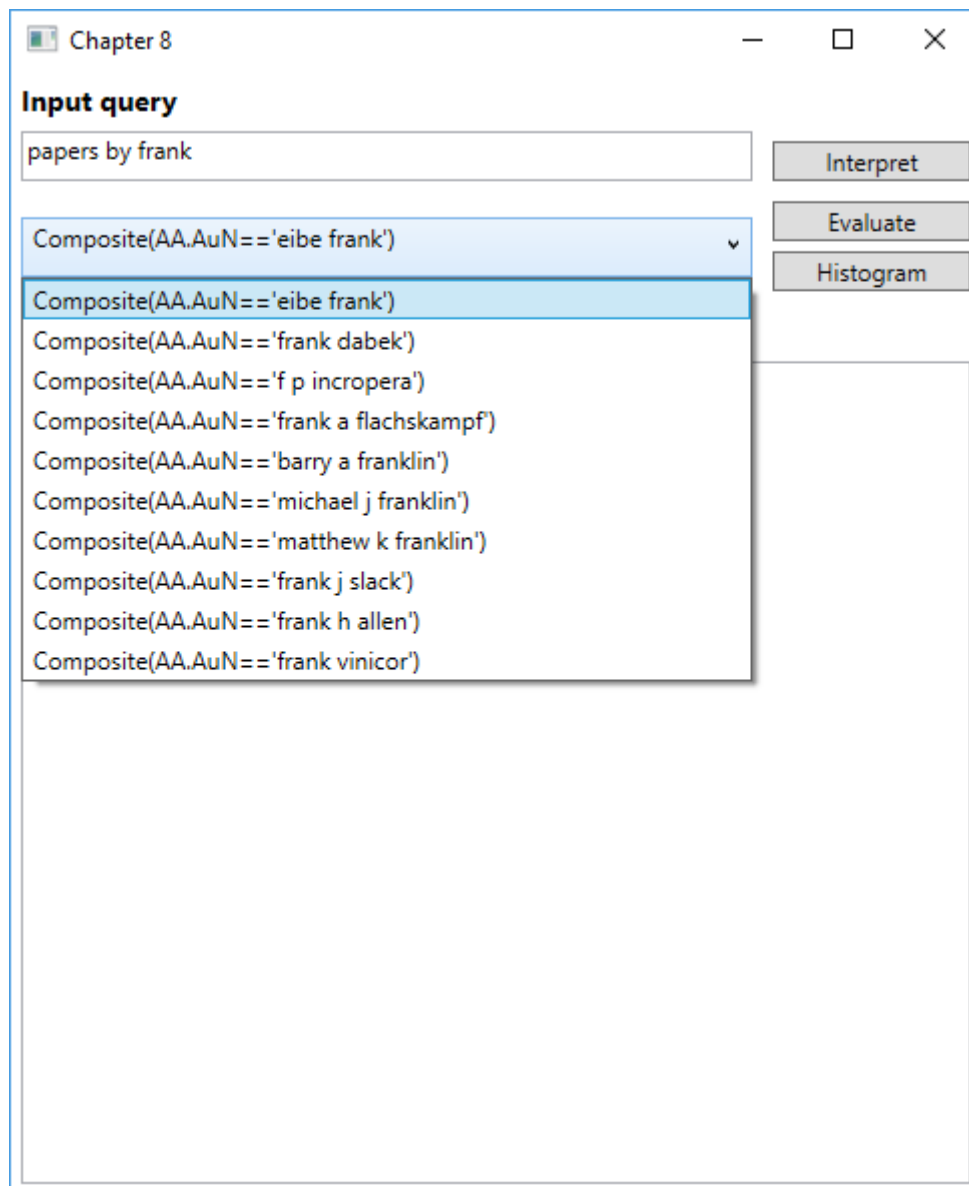 Chapter 8
Input query
papers by frank
Interpret
Composite(AA.AuN=='eibe frank')
Evaluate
Histogram
Composite(AA.AuN=='eibe frank')
Composite(AA.AuN=='frank dabek')
Composite(AA.AuN=='f p incropera')
Composite(AA.AuN=='frank a flachskampf')
Composite(AA.AuN=='barry a franklin')
Composite(AA.AuN=='michael j franklin')
Composite(AA.AuN=='matthew k franklin')
Composite(AA.AuN=='frank j slack')
Composite(AA.AuN=='frank h allen')
Composite(AA.AuN=='frank vinicor')